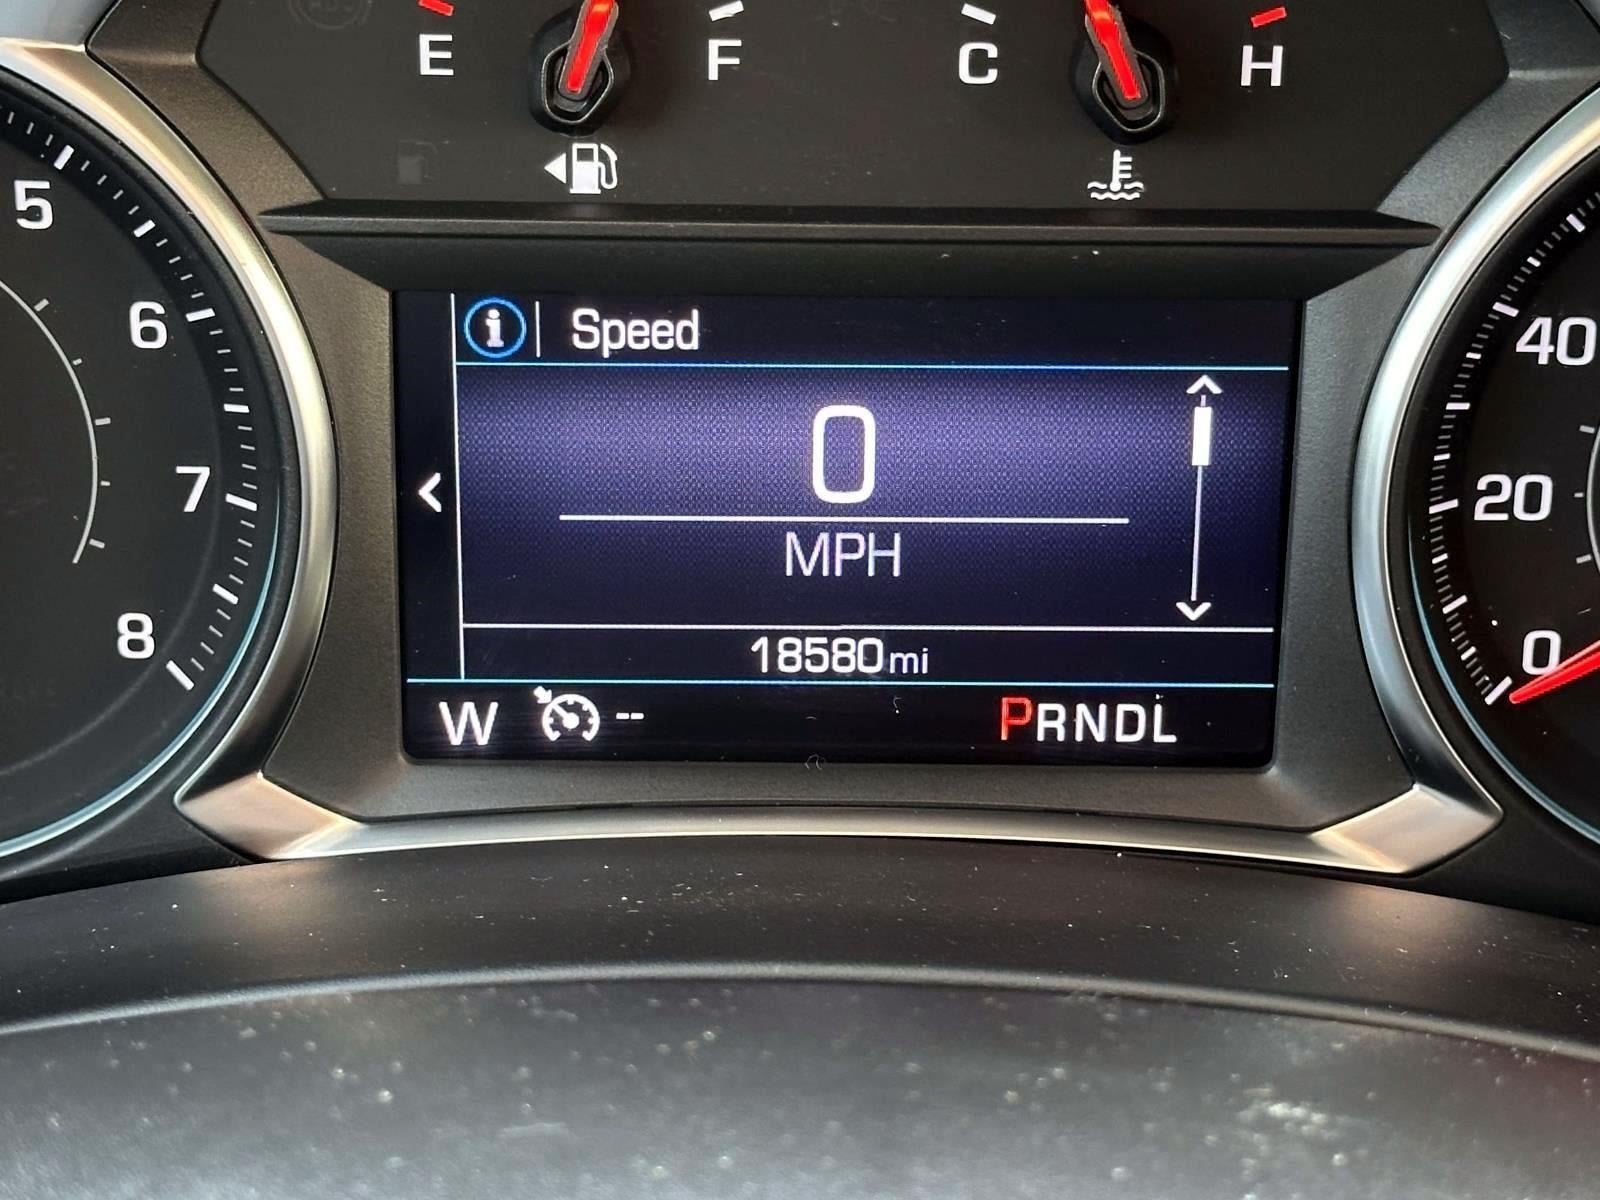 E F C H
5
6
7
8
Speed
0
MPH
18580mi
W -- PRNDL
40
20
0